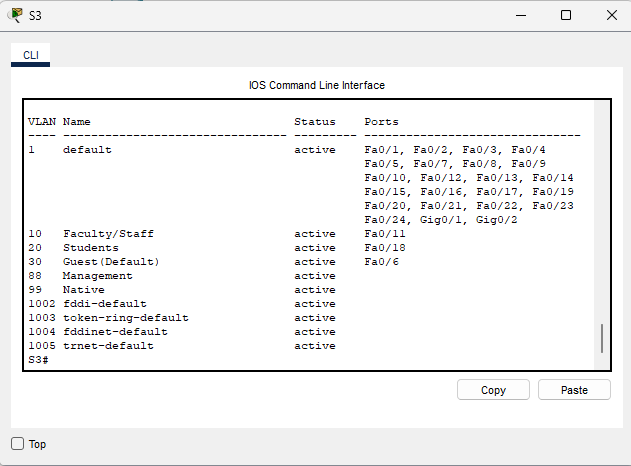 S3
CLI
IOS Command Line Interface
VLAN Name                             Status    Ports
---- -------------------------------- --------- -------------------------------
1    default                          active    Fa0/1, Fa0/2, Fa0/3, Fa0/4
                                                Fa0/5, Fa0/7, Fa0/8, Fa0/9
                                                Fa0/10, Fa0/12, Fa0/13, Fa0/14
                                                Fa0/15, Fa0/16, Fa0/17, Fa0/19
                                                Fa0/20, Fa0/21, Fa0/22, Fa0/23
                                                Fa0/24, Gig0/1, Gig0/2
10   Faculty/Staff                    active    Fa0/11
20   Students                         active    Fa0/18
30   Guest(Default)                   active    Fa0/6
88   Management                       active
99   Native                           active
1002 fddi-default                     active
1003 token-ring-default               active
1004 fddinet-default                  active
1005 trnet-default                    active
S3#
Copy Paste
Top